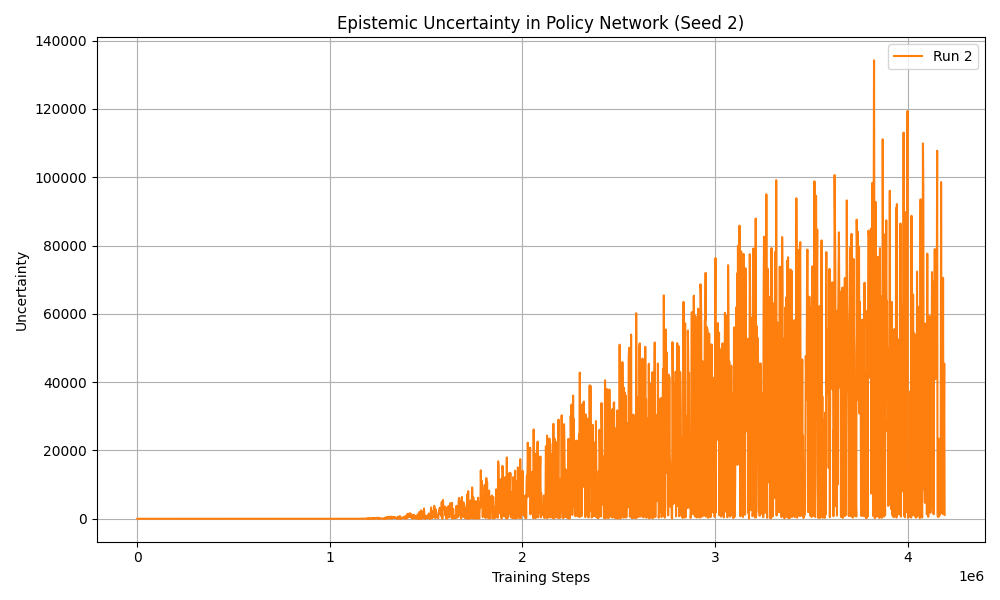 Epistemic Uncertainty in Policy Network (Seed 2)
Run 2
140000
120000
100000
80000
60000
40000
20000
0
Uncertainty
0 1 2 3 4
1e6
Training Steps